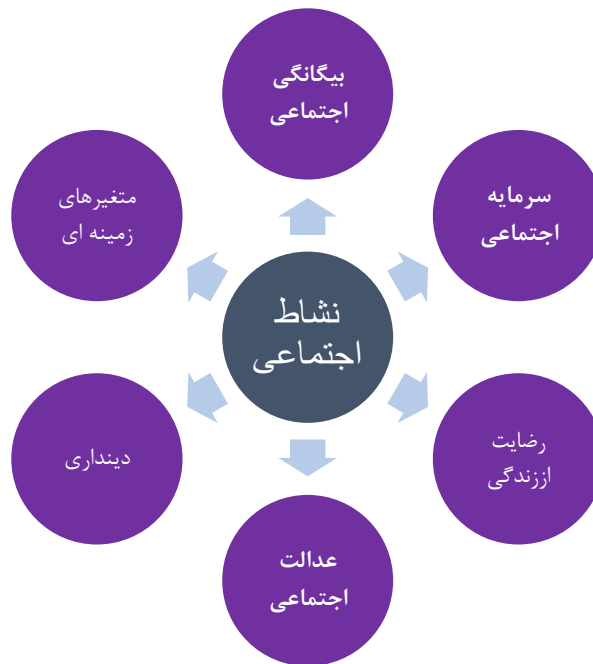 بیگانگی
اجتماعی
سرمایه
اجتماعی
متغیرهای
زمینه ای
نشاط
اجتماعی
رضایت
اززندگی
دینداری
عدالت
اجتماعی